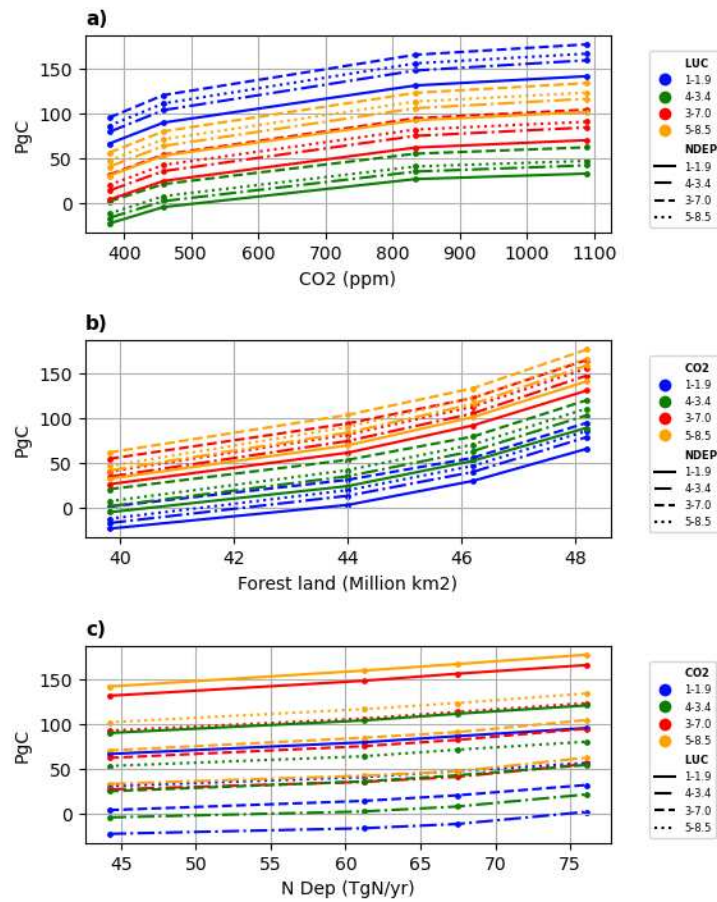 a)
150
100
50
0
PgC
400 500 600 700 800 900 1000 1100
CO2 (ppm)
LUC
1-1.9
4-3.4
3-7.0
5-8.5
NDEP
1-1.9
4-3.4
3-7.0
5-8.5
b)
150
100
50
0
PgC
40 42 44 46 48
Forest land (Million km2)
CO2
1-1.9
4-3.4
3-7.0
5-8.5
NDEP
1-1.9
4-3.4
3-7.0
5-8.5
c)
150
100
50
0
PgC
45 50 55 60 65 70 75
N Dep (TgN/yr)
CO2
1-1.9
4-3.4
3-7.0
5-8.5
LUC
1-1.9
4-3.4
3-7.0
5-8.5